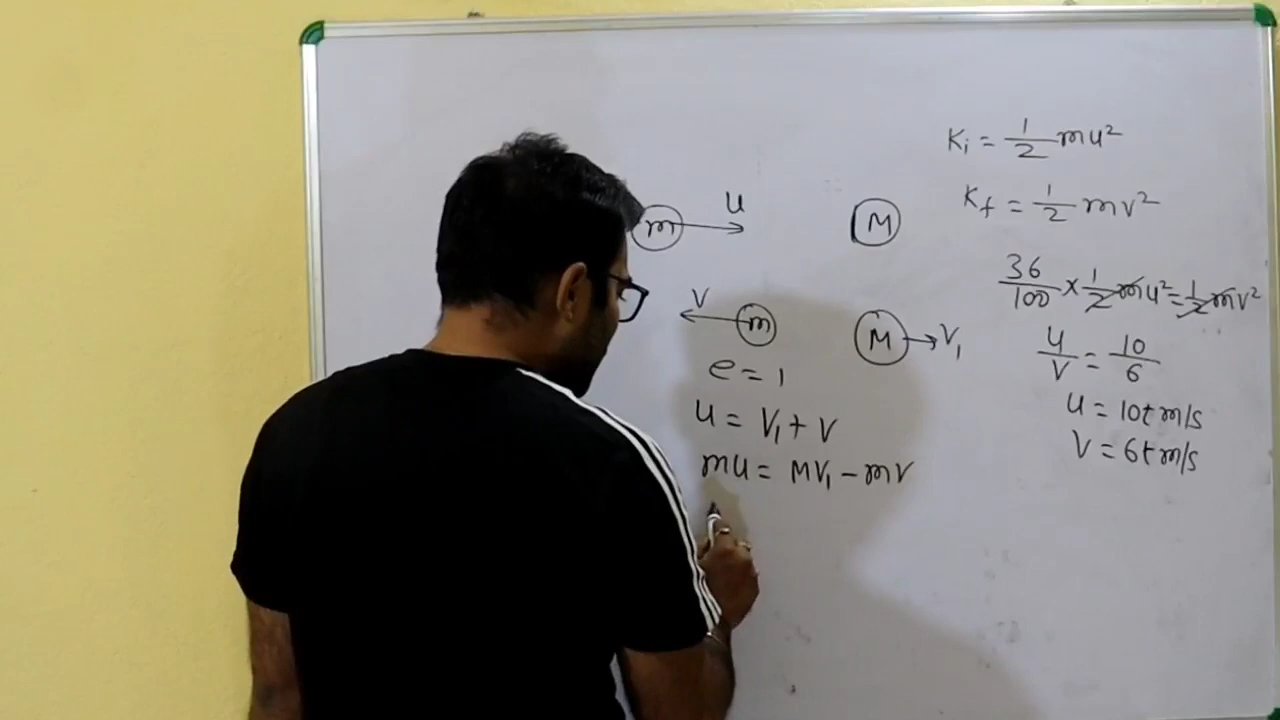 m u M
v m M V₁
e = 1
u = V₁ + V
mu = MV₁ - mv
Kᵢ = 1/2 mu²
K_f = 1/2 mv²
36/100 × 1/2 mu² = 1/2 mv²
u/v = 10/6
u = 10t m/s
v = 6t m/s